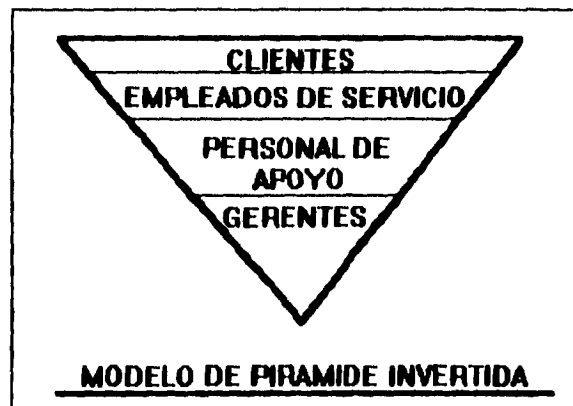 CLIENTES
EMPLEADOS DE SERVICIO
PERSONAL DE
APOYO
GERENTES
MODELO DE PIRAMIDE INVERTIDA